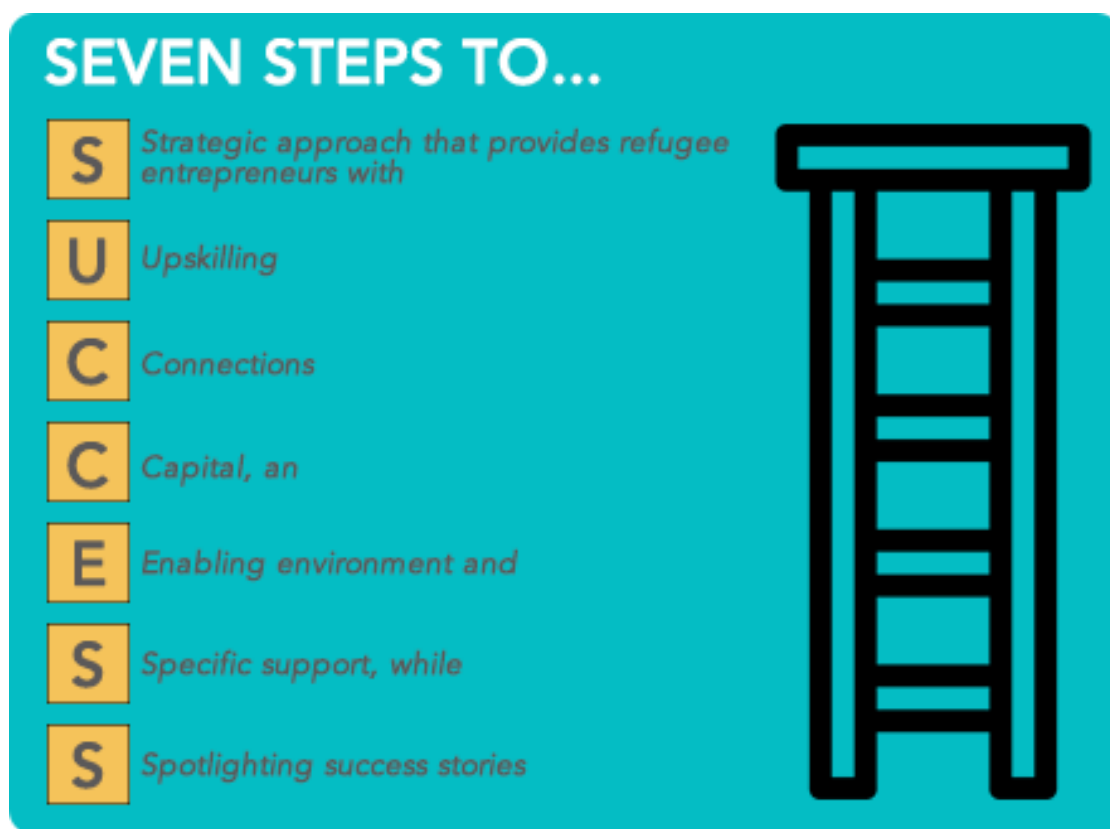 SEVEN STEPS TO...
S Strategic approach that provides refugee
entrepreneurs with
U Upskilling
C Connections
C Capital, an
E Enabling environment and
S Specific support, while
S Spotlighting success stories